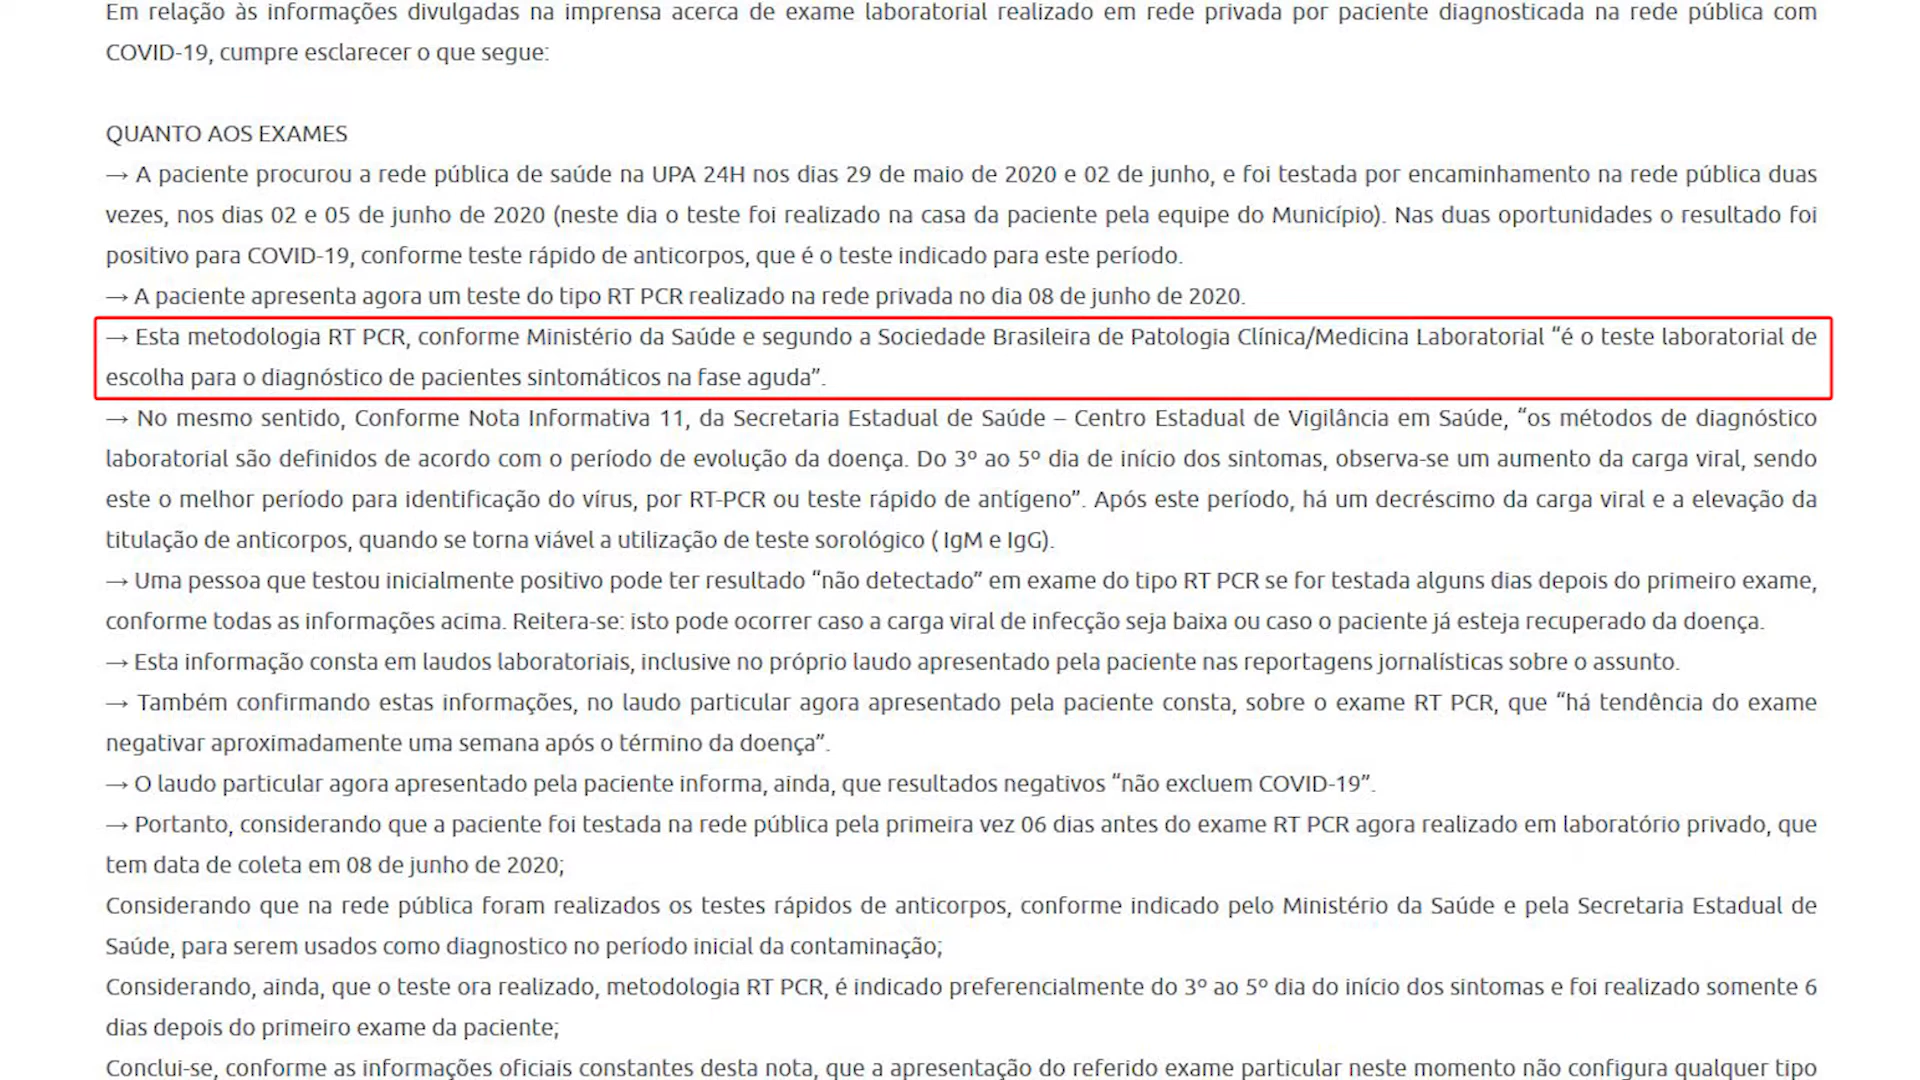 Em relação às informações divulgadas na imprensa acerca de exame laboratorial realizado em rede privada por paciente diagnosticada na rede pública com
COVID-19, cumpre esclarecer o que segue:
QUANTO AOS EXAMES
→ A paciente procurou a rede pública de saúde na UPA 24H nos dias 29 de maio de 2020 e 02 de junho, e foi testada por encaminhamento na rede pública duas
vezes, nos dias 02 e 05 de junho de 2020 (neste dia o teste foi realizado na casa da paciente pela equipe do Município). Nas duas oportunidades o resultado foi
positivo para COVID-19, conforme teste rápido de anticorpos, que é o teste indicado para este período.
→ A paciente apresenta agora um teste do tipo RT PCR realizado na rede privada no dia 08 de junho de 2020.
→ Esta metodologia RT PCR, conforme Ministério da Saúde e segundo a Sociedade Brasileira de Patologia Clínica/Medicina Laboratorial “é o teste laboratorial de
escolha para o diagnóstico de pacientes sintomáticos na fase aguda”.
→ No mesmo sentido, Conforme Nota Informativa 11, da Secretaria Estadual de Saúde – Centro Estadual de Vigilância em Saúde, “os métodos de diagnóstico
laboratorial são definidos de acordo com o período de evolução da doença. Do 3º ao 5º dia de início dos sintomas, observa-se um aumento da carga viral, sendo
este o melhor período para identificação do vírus, por RT-PCR ou teste rápido de antígeno”. Após este período, há um decréscimo da carga viral e a elevação da
titulação de anticorpos, quando se torna viável a utilização de teste sorológico ( IgM e IgG).
→ Uma pessoa que testou inicialmente positivo pode ter resultado “não detectado” em exame do tipo RT PCR se for testada alguns dias depois do primeiro exame,
conforme todas as informações acima. Reitera-se: isto pode ocorrer caso a carga viral de infecção seja baixa ou caso o paciente já esteja recuperado da doença.
→ Esta informação consta em laudos laboratoriais, inclusive no próprio laudo apresentado pela paciente nas reportagens jornalísticas sobre o assunto.
→ Também confirmando estas informações, no laudo particular agora apresentado pela paciente consta, sobre o exame RT PCR, que “há tendência do exame
negativar aproximadamente uma semana após o término da doença”.
→ O laudo particular agora apresentado pela paciente informa, ainda, que resultados negativos “não excluem COVID-19”.
→ Portanto, considerando que a paciente foi testada na rede pública pela primeira vez 06 dias antes do exame RT PCR agora realizado em laboratório privado, que
tem data de coleta em 08 de junho de 2020;
Considerando que na rede pública foram realizados os testes rápidos de anticorpos, conforme indicado pelo Ministério da Saúde e pela Secretaria Estadual de
Saúde, para serem usados como diagnostico no período inicial da contaminação;
Considerando, ainda, que o teste ora realizado, metodologia RT PCR, é indicado preferencialmente do 3º ao 5º dia do início dos sintomas e foi realizado somente 6
dias depois do primeiro exame da paciente;
Conclui-se, conforme as informações oficiais constantes desta nota, que a apresentação do referido exame particular neste momento não configura qualquer tipo